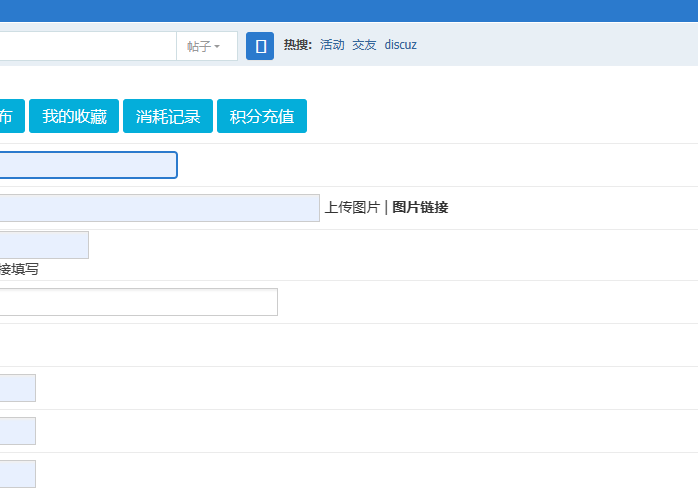 帖子 热搜: 活动 交友 discuz
布 我的收藏 消耗记录 积分充值
上传图片 | 图片链接
接填写